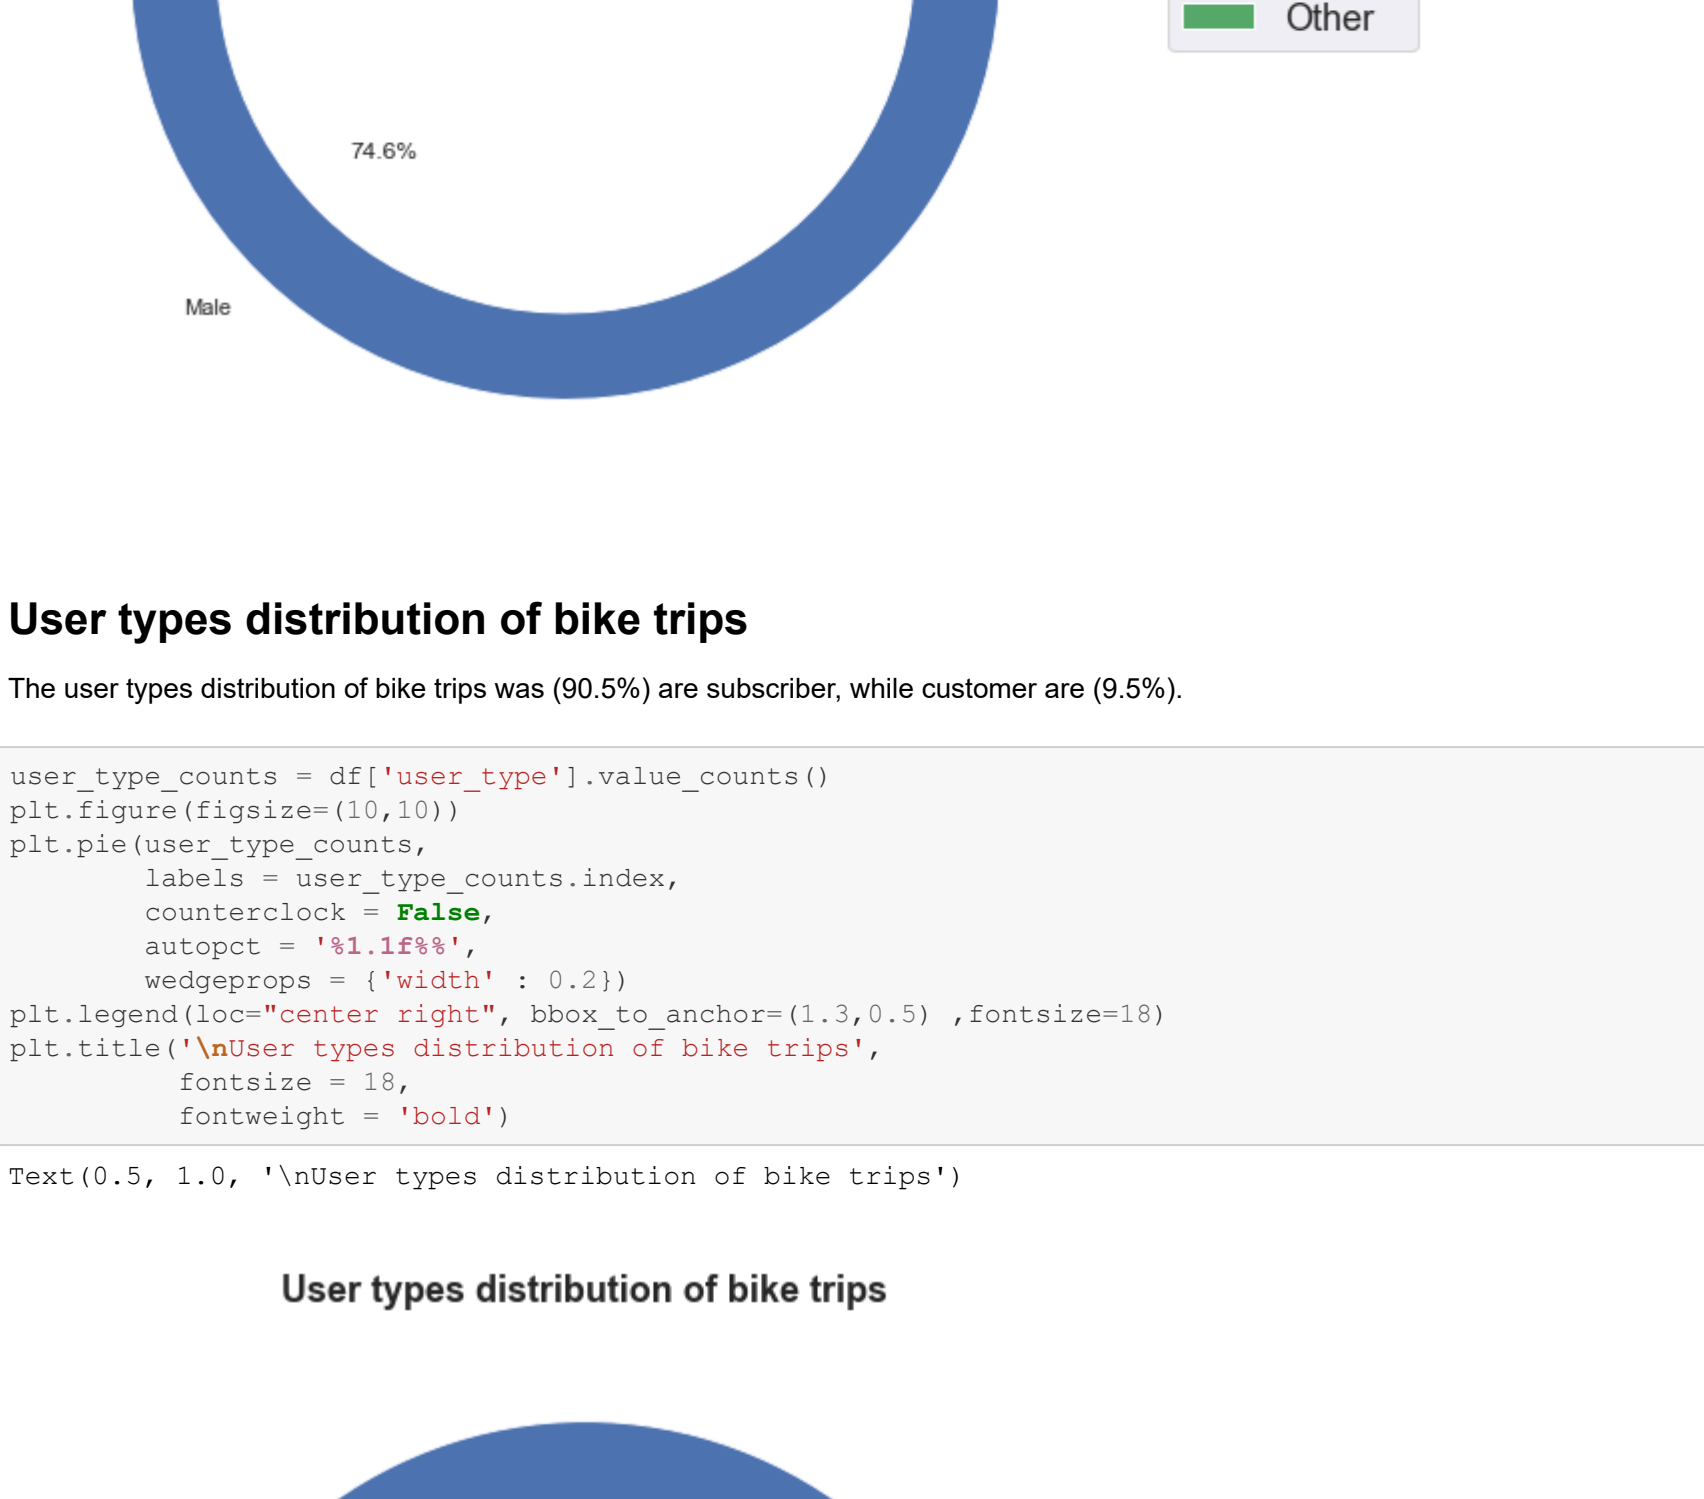 Other
74.6%
Male
User types distribution of bike trips
The user types distribution of bike trips was (90.5%) are subscriber, while customer are (9.5%).
user_type_counts = df['user_type'].value_counts()
plt.figure(figsize=(10,10))
plt.pie(user_type_counts,
        labels = user_type_counts.index,
        counterclock = False,
        autopct = '%1.1f%%',
        wedgeprops = {'width' : 0.2})
plt.legend(loc="center right", bbox_to_anchor=(1.3,0.5) ,fontsize=18)
plt.title('\nUser types distribution of bike trips',
          fontsize = 18,
          fontweight = 'bold')
Text(0.5, 1.0, '\nUser types distribution of bike trips')
User types distribution of bike trips